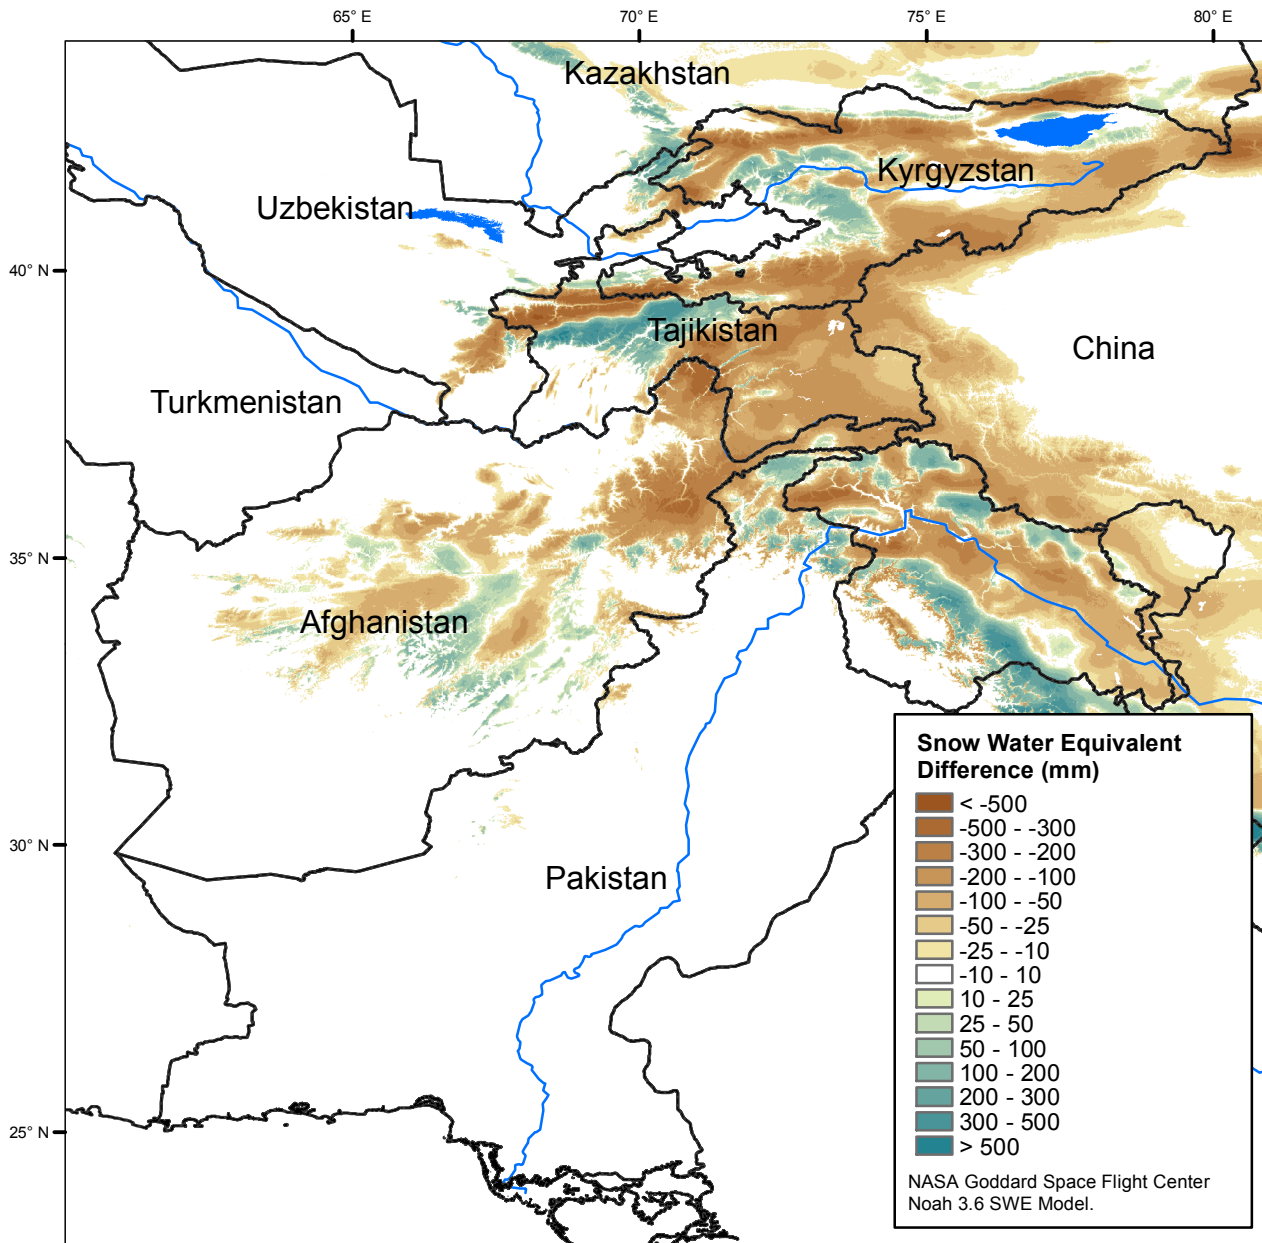 65° E
70° E
75° E
80° E
Kazakhstan
Kyrgyzstan
Uzbekistan
40° N
Tajikistan
China
Turkmenistan
35° N
Afghanistan
Snow Water Equivalent
Difference (mm)
< -500
-500 - -300
-300 - -200
-200 - -100
-100 - -50
-50 - -25
-25 - -10
-10 - 10
10 - 25
25 - 50
50 - 100
100 - 200
200 - 300
300 - 500
> 500
NASA Goddard Space Flight Center
Noah 3.6 SWE Model.
30° N
Pakistan
25° N